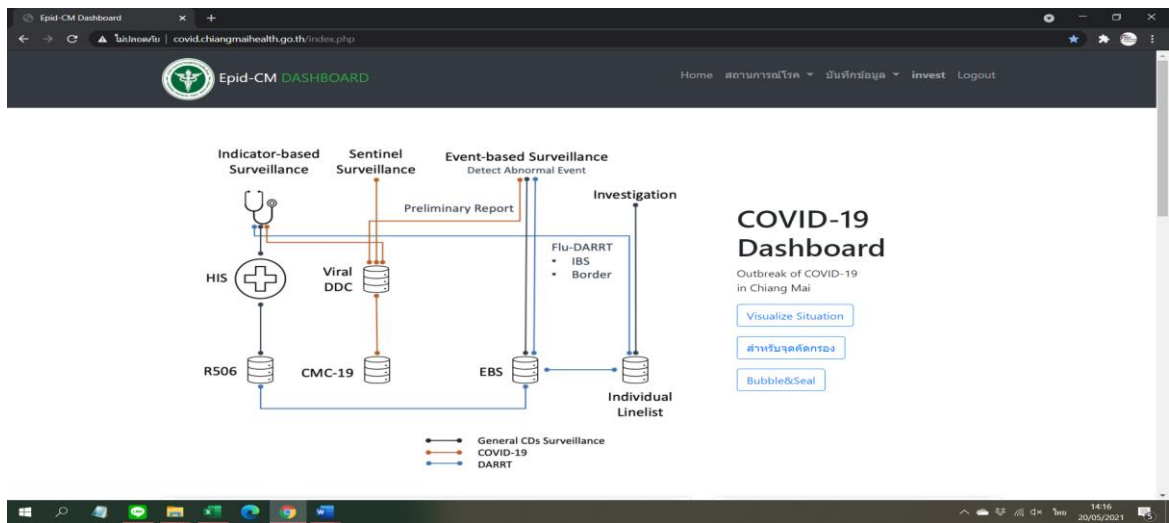 Epid-CM Dashboard
ไม่ปลอดภัย | covid.chiangmaihealth.go.th/index.php
Epid-CM DASHBOARD
Home สถานการณ์โรค บันทึกข้อมูล invest Logout
Indicator-based
Surveillance
Sentinel
Surveillance
Event-based Surveillance
Detect Abnormal Event
Investigation
Preliminary Report
Flu-DARRT
• IBS
• Border
HIS
Viral
DDC
R506
CMC-19
EBS
Individual
Linelist
General CDs Surveillance
COVID-19
DARRT
COVID-19
Dashboard
Outbreak of COVID-19
in Chiang Mai
Visualize Situation
สำหรับจุดคัดกรอง
Bubble&Seal
ไทย
14:16
20/05/2021